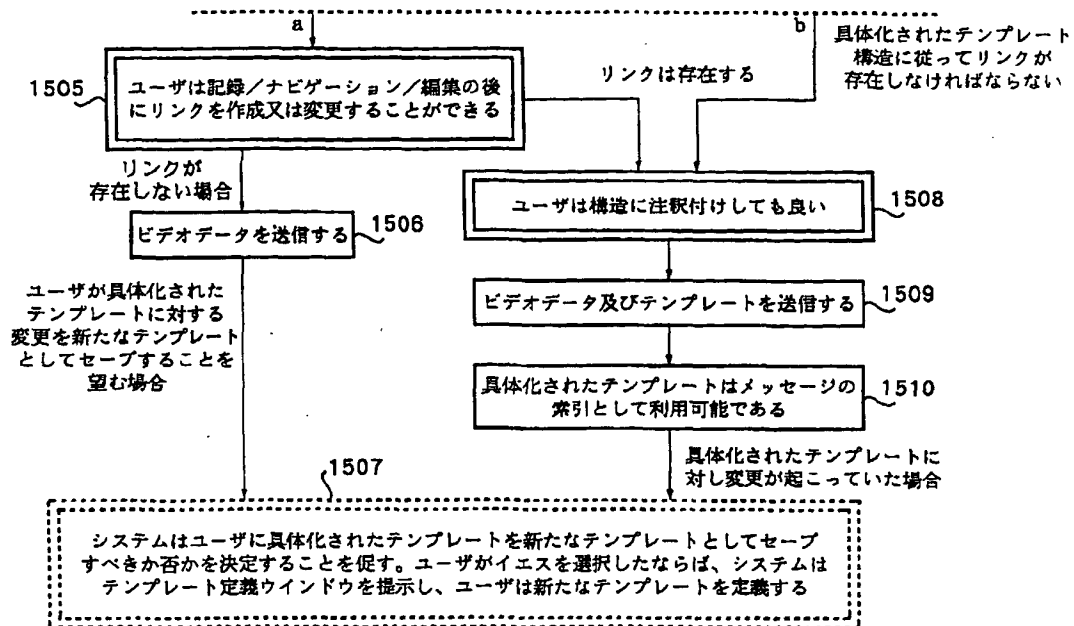 a
b
具体化されたテンプレート
構造に従ってリンクが
存在しなければならない
1505
ユーザは記録/ナビゲーション/編集の後
にリンクを作成又は変更することができる
リンクは存在する
リンクが
存在しない場合
1508
ユーザは構造に注釈付けしても良い
1506
ビデオデータを送信する
1509
ビデオデータ及びテンプレートを送信する
ユーザが具体化された
テンプレートに対する
変更を新たなテンプレート
としてセーブすることを
望む場合
1510
具体化されたテンプレートはメッセージの
索引として利用可能である
具体化されたテンプレートに
対し変更が起こっていた場合
1507
システムはユーザに具体化されたテンプレートを新たなテンプレートとしてセーブ
すべきか否かを決定することを促す。ユーザがイエスを選択したならば、システムは
テンプレート定義ウインドウを提示し、ユーザは新たなテンプレートを定義する